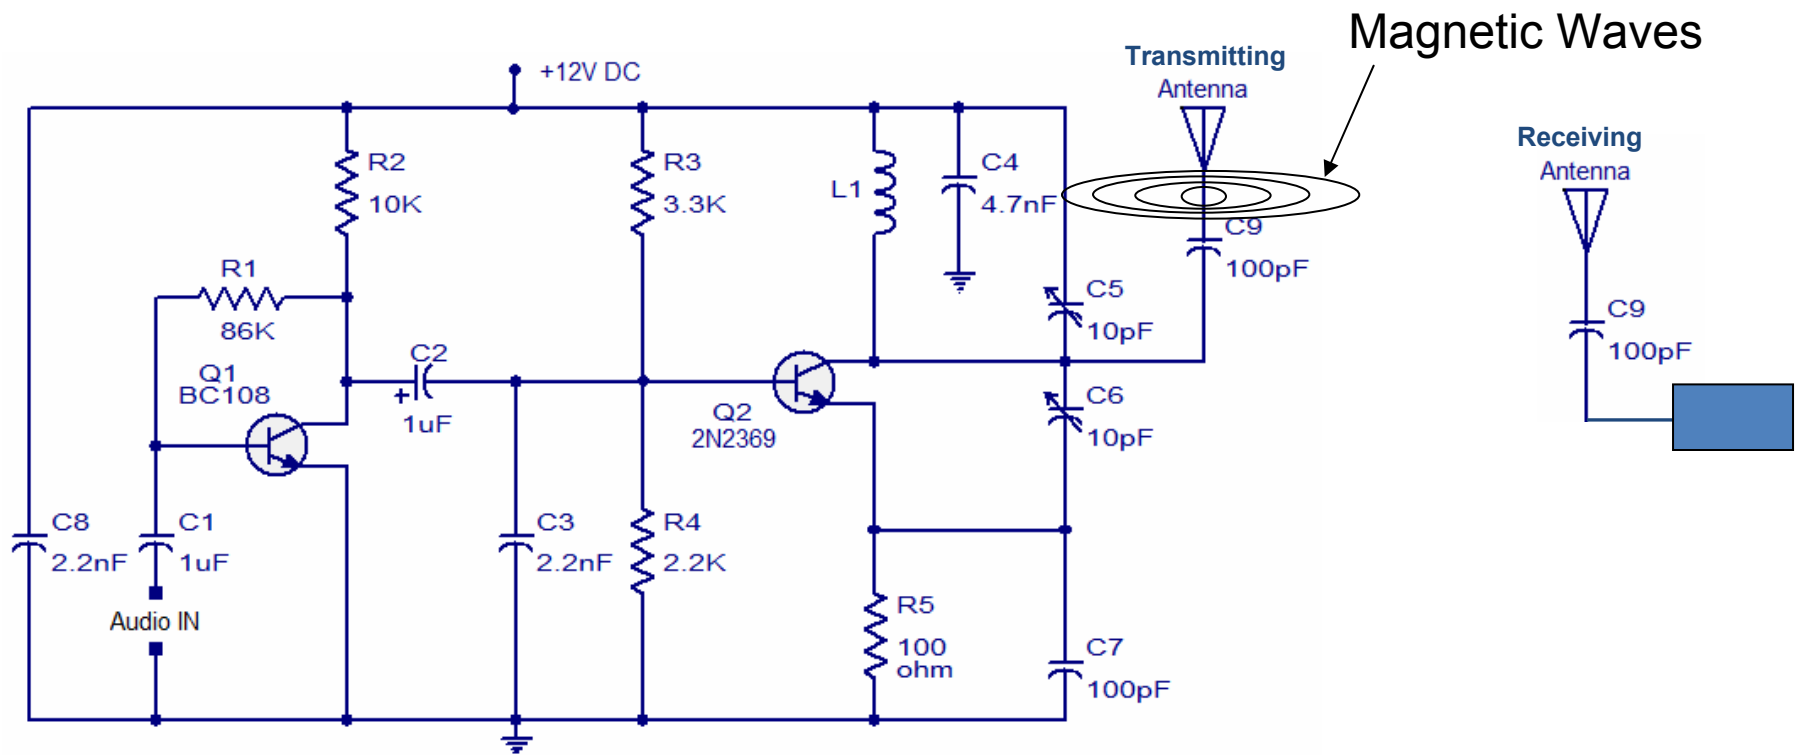 Magnetic Waves
Transmitting
Antenna
+12V DC
Receiving
Antenna
R2
10K
R3
3.3K
L1
C4
4.7nF
C9
100pF
R1
86K
C5
10pF
C9
100pF
Q1
BC108
C2
+
1uF
Q2
2N2369
C6
10pF
C8
2.2nF
C1
1uF
C3
2.2nF
R4
2.2K
Audio IN
R5
100
ohm
C7
100pF